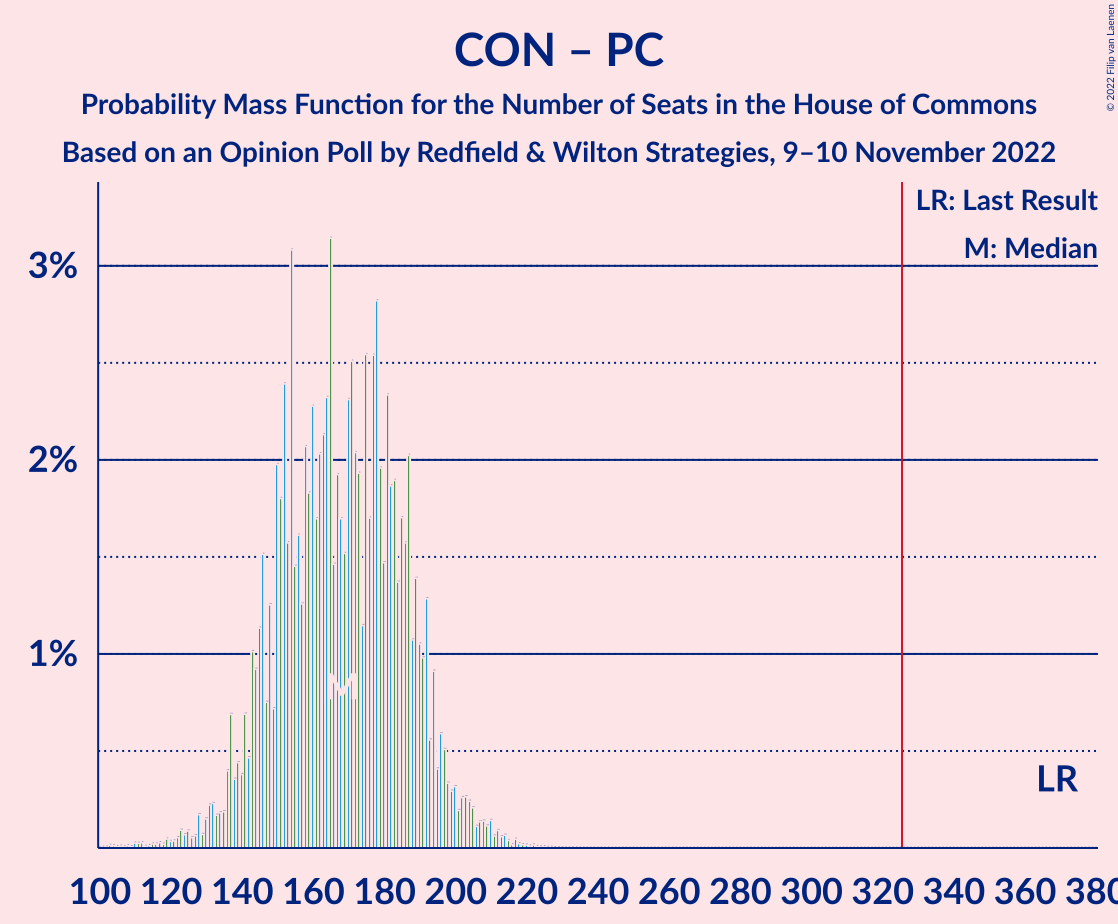 CON – PC
Probability Mass Function for the Number of Seats in the House of Commons
Based on an Opinion Poll by Redfield & Wilton Strategies, 9–10 November 2022
© 2022 Filip van Laenen
LR: Last Result
M: Median
3%
2%
1%
M
LR
100 120 140 160 180 200 220 240 260 280 300 320 340 360 380